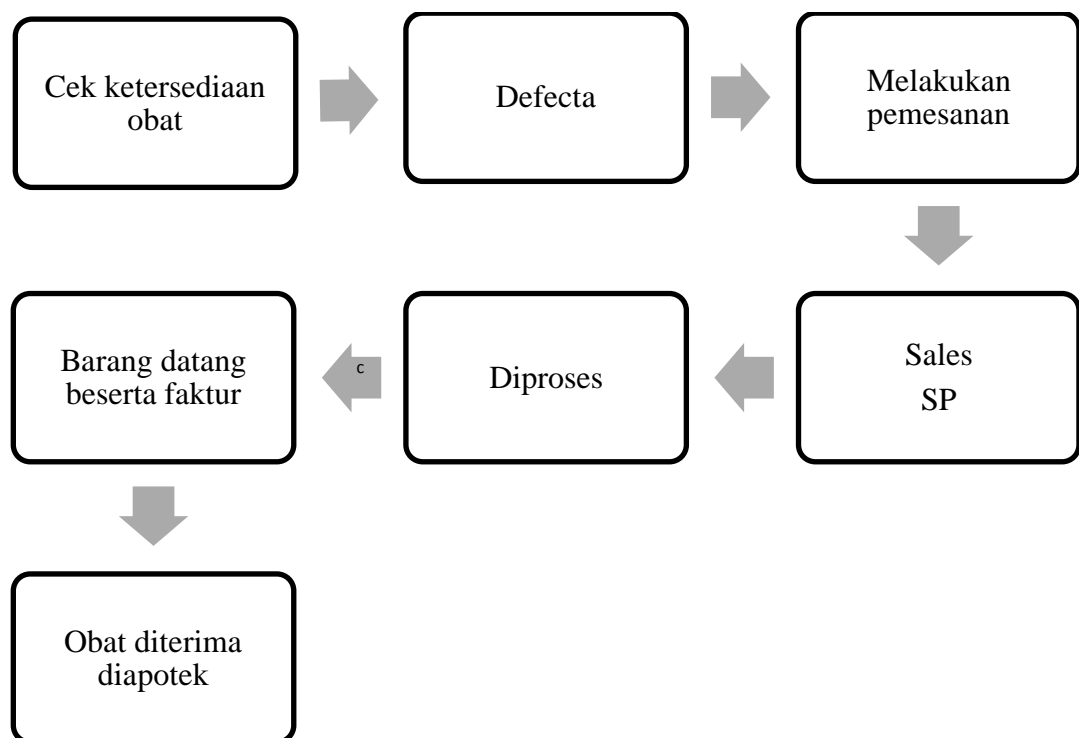 Cek ketersediaan
obat
Defecta
Melakukan
pemesanan
Sales
SP
Diproses
c
Barang datang
beserta faktur
Obat diterima
diapotek